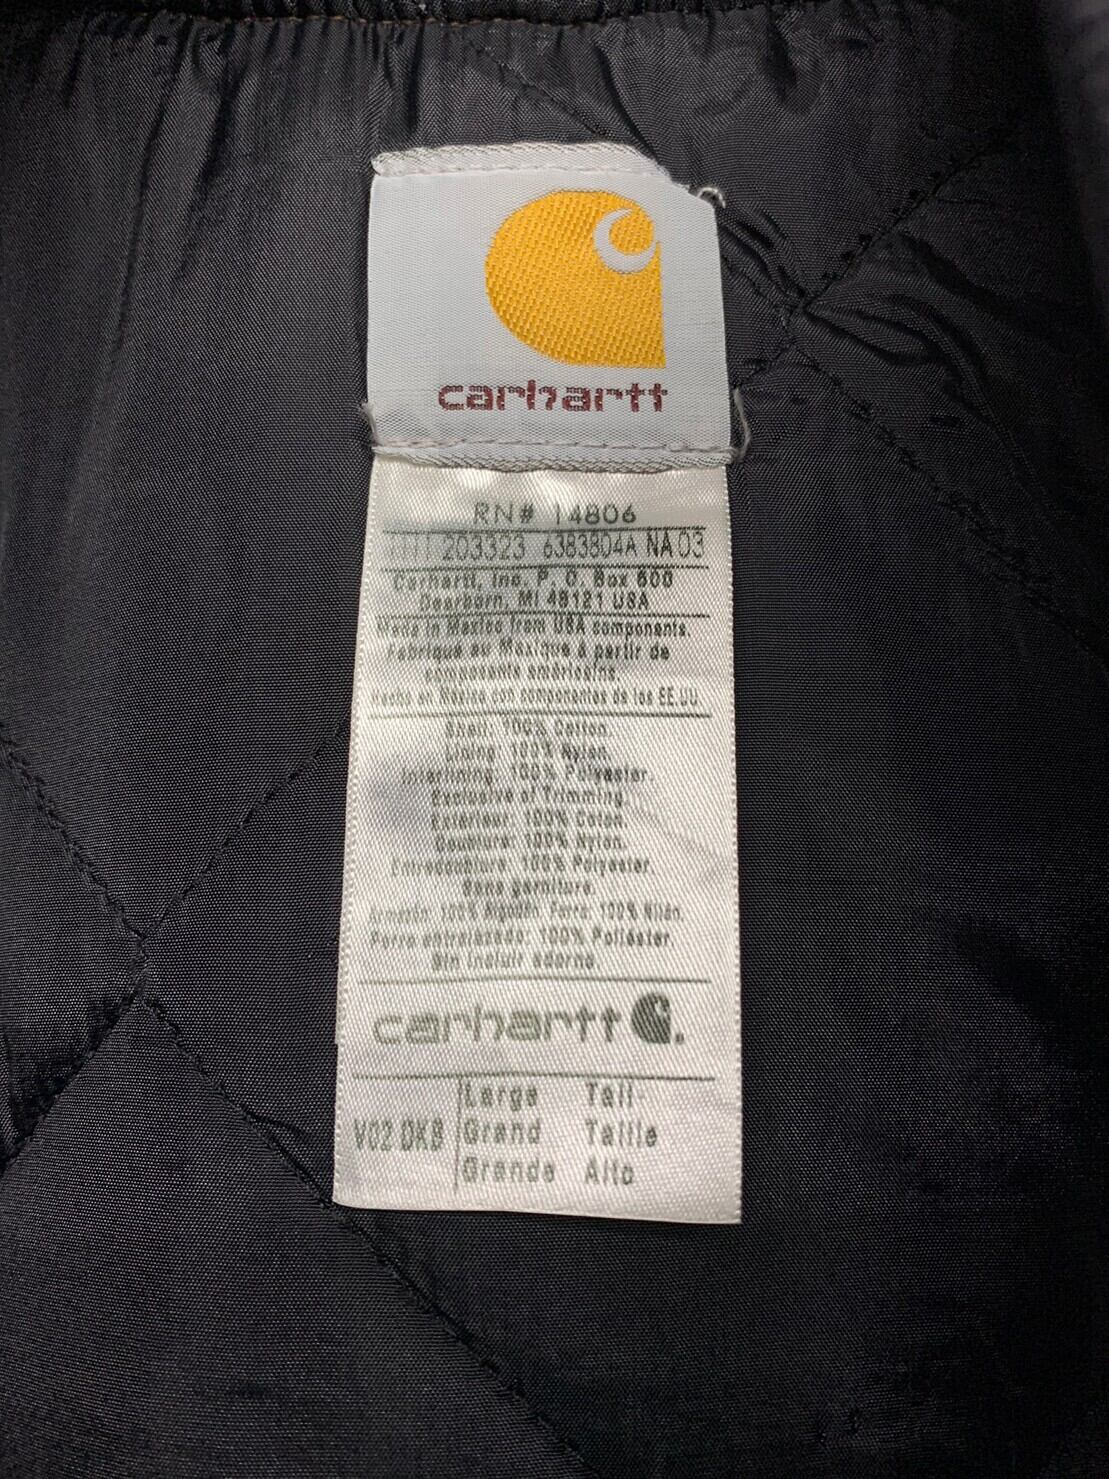 carhartt
RN# 14806
1111 203323 6383804A NA 03
Carhartt, Inc. P. O. Box 600
Dearborn, MI 48121 USA
Made in Mexico from USA components.
Fabriqué au Mexique à partir de
composants américains.
Hecho en México con componentes de los EE.UU.
Shell: 100% Cotton.
Lining: 100% Nylon.
Interlining: 100% Polyester.
Exclusive of Trimming.
Extérieur: 100% Coton.
Doublure: 100% Nylon.
Entredoublure: 100% Polyester.
Sans garniture.
Armazón: 100% Algodón. Forro: 100% Nilón.
Forro entrelazado: 100% Poliéster.
Sin incluir adorno.
carhartt
V02 DKB
Large Tall-
Grand Taille
Grande Alto